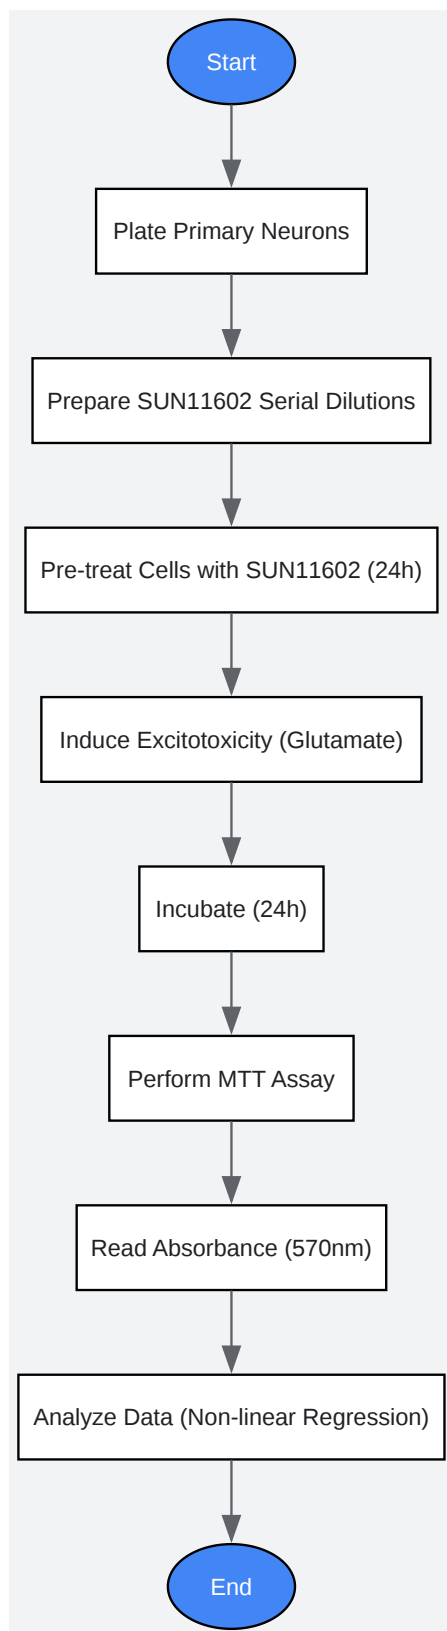 Start
Plate Primary Neurons
Prepare SUN11602 Serial Dilutions
Pre-treat Cells with SUN11602 (24h)
Induce Excitotoxicity (Glutamate)
Incubate (24h)
Perform MTT Assay
Read Absorbance (570nm)
Analyze Data (Non-linear Regression)
End